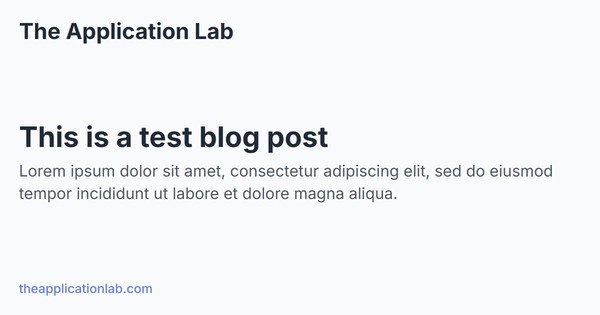 The Application Lab
This is a test blog post
Lorem ipsum dolor sit amet, consectetur adipiscing elit, sed do eiusmod
tempor incididunt ut labore et dolore magna aliqua.
theapplicationlab.com